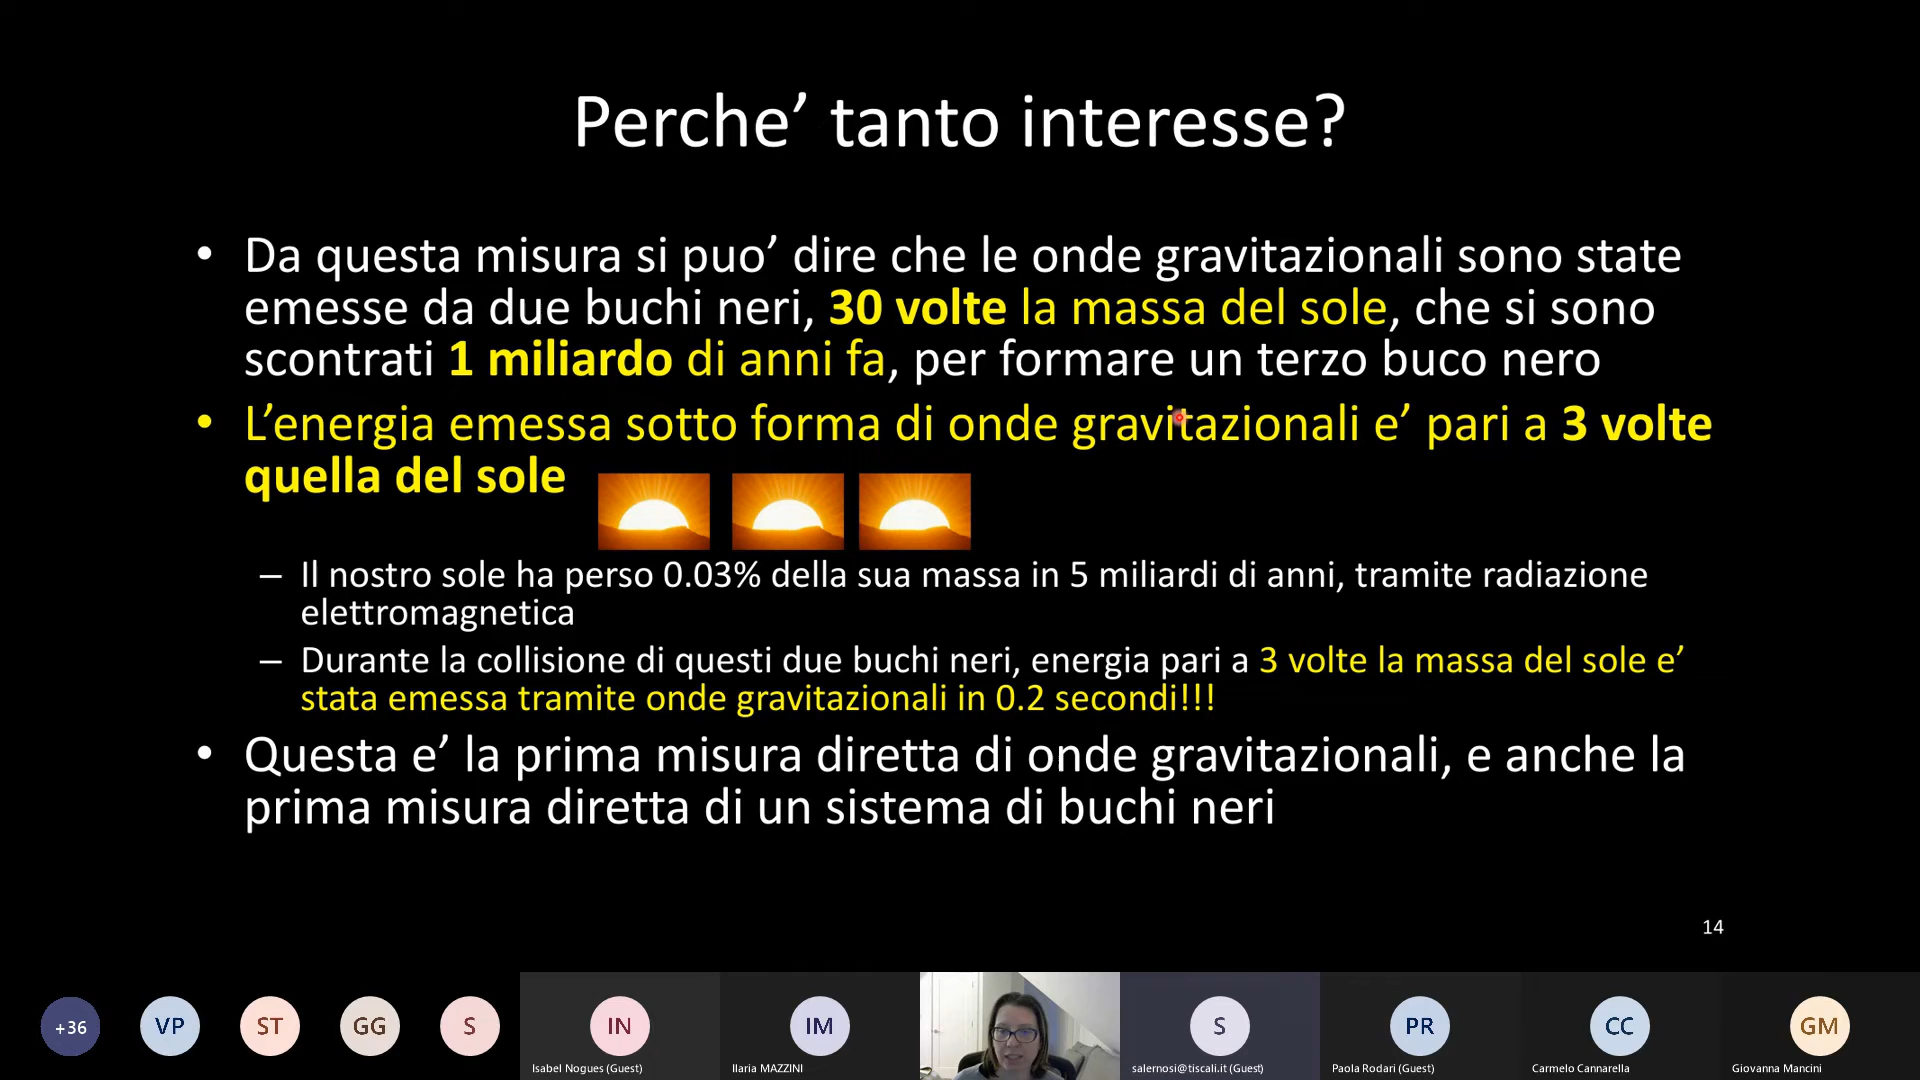 Perche’ tanto interesse?
• Da questa misura si puo’ dire che le onde gravitazionali sono state
emesse da due buchi neri, 30 volte la massa del sole, che si sono
scontrati 1 miliardo di anni fa, per formare un terzo buco nero
• L’energia emessa sotto forma di onde gravitazionali e’ pari a 3 volte
quella del sole
– Il nostro sole ha perso 0.03% della sua massa in 5 miliardi di anni, tramite radiazione
elettromagnetica
– Durante la collisione di questi due buchi neri, energia pari a 3 volte la massa del sole e’
stata emessa tramite onde gravitazionali in 0.2 secondi!!!
• Questa e’ la prima misura diretta di onde gravitazionali, e anche la
prima misura diretta di un sistema di buchi neri
14
+36 VP ST GG S IN IM S PR CC GM
Isabel Nogues (Guest) Ilaria MAZZINI salernosi@tiscali.it (Guest) Paola Rodari (Guest) Carmelo Cannarella Giovanna Mancini